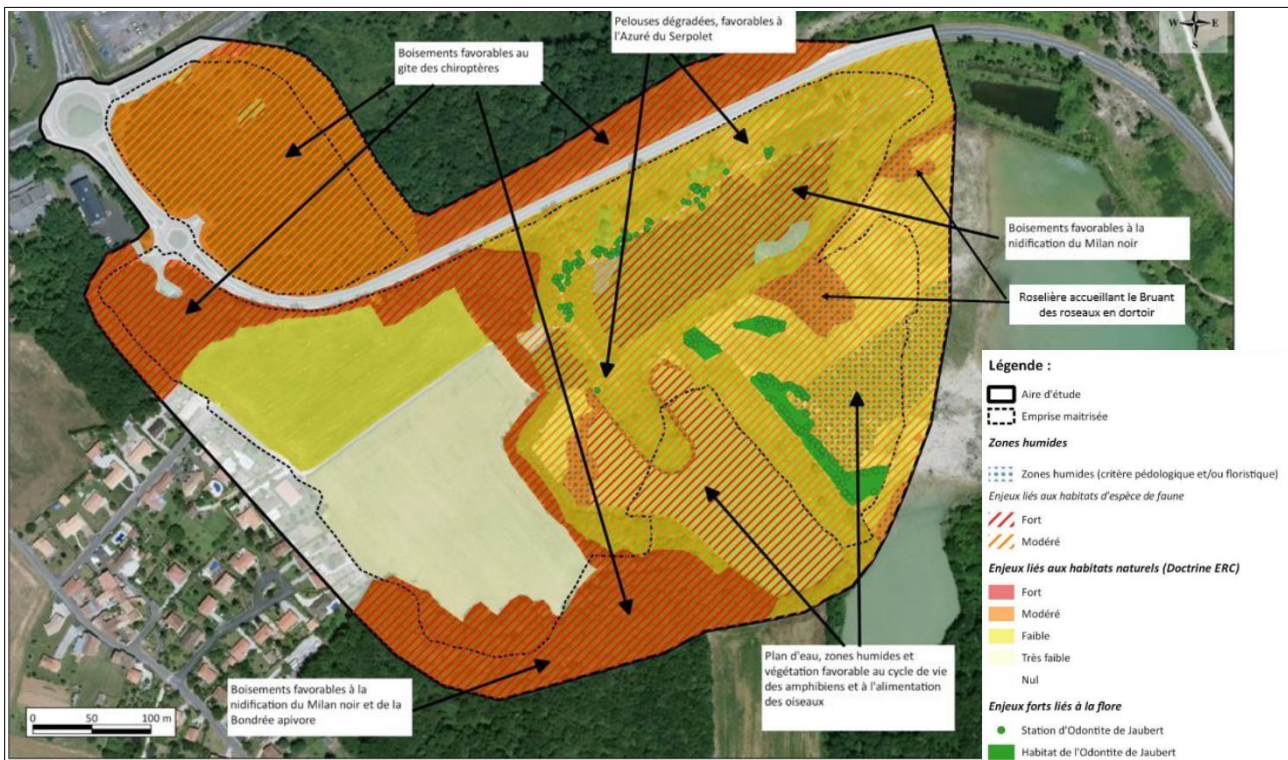 Pelouses dégradées, favorables à
l'Azuré du Serpolet
W E
S
Boisements favorables au
gite des chiroptères
Boisements favorables à la
nidification du Milan noir
Roselière accueillant le Bruant
des roseaux en dortoir
Légende :
Aire d'étude
Emprise maitrisée
Zones humides
Zones humides (critère pédologique et/ou floristique)
Enjeux liés aux habitats d'espèce de faune
Fort
Modéré
Enjeux liés aux habitats naturels (Doctrine ERC)
Fort
Modéré
Faible
Très faible
Nul
Enjeux forts liés à la flore
Station d'Odontite de Jaubert
Habitat de l'Odontite de Jaubert
Plan d'eau, zones humides et
végétation favorable au cycle de vie
des amphibiens et à l'alimentation
des oiseaux
Boisements favorables à la
nidification du Milan noir et de la
Bondrée apivore
0 50 100 m